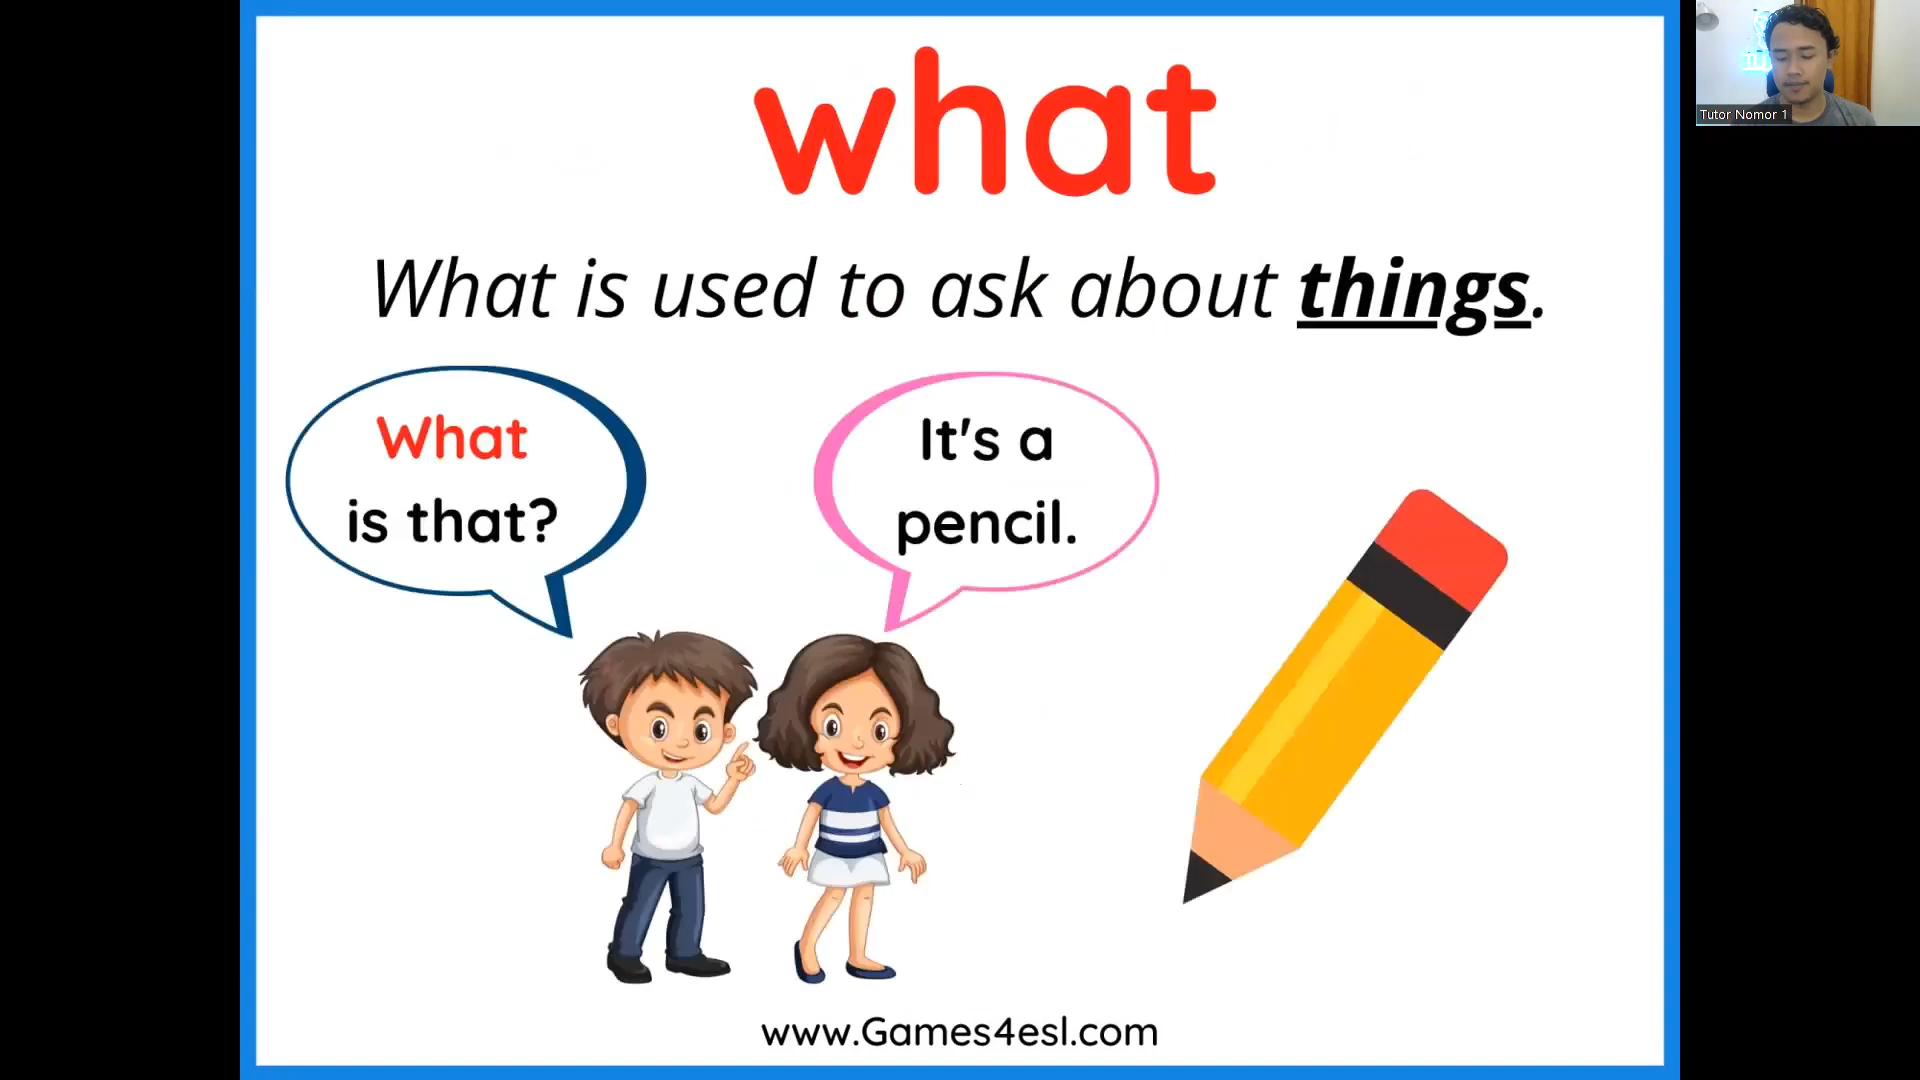 what
What is used to ask about things.
What
is that?
It's a
pencil.
www.Games4esl.com
Tutor Nomor 1